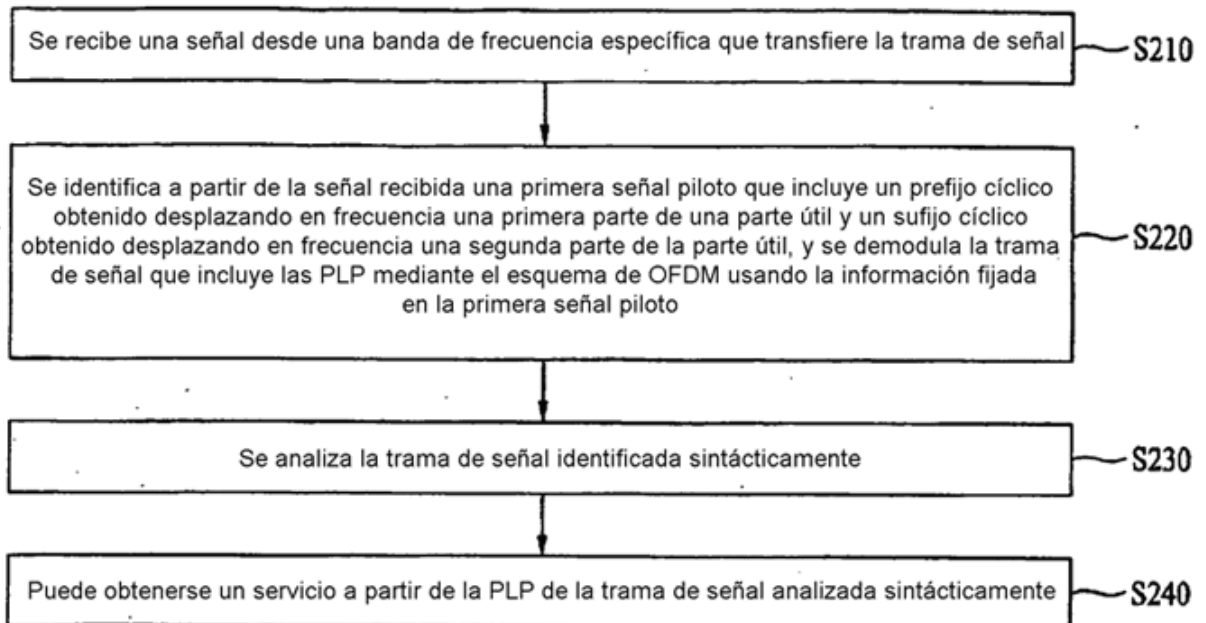 Se recibe una señal desde una banda de frecuencia específica que transfiere la trama de señal
S210
Se identifica a partir de la señal recibida una primera señal piloto que incluye un prefijo cíclico
obtenido desplazando en frecuencia una primera parte de una parte útil y un sufijo cíclico
obtenido desplazando en frecuencia una segunda parte de la parte útil, y se demodula la trama
de señal que incluye las PLP mediante el esquema de OFDM usando la información fijada
en la primera señal piloto
S220
Se analiza la trama de señal identificada sintácticamente
S230
Puede obtenerse un servicio a partir de la PLP de la trama de señal analizada sintácticamente
S240